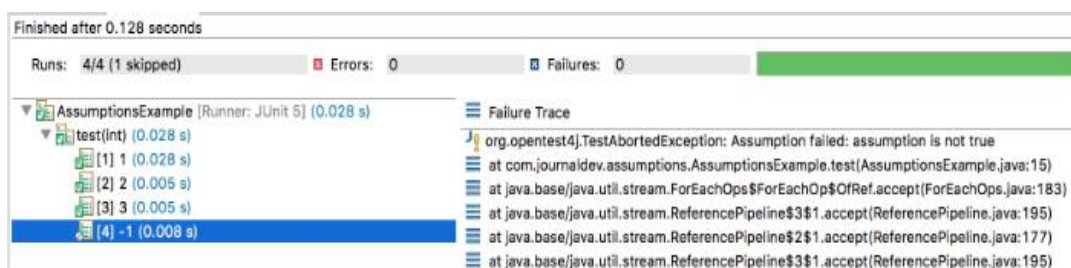 Finished after 0.128 seconds
Runs: 4/4 (1 skipped) Errors: 0 Failures: 0
AssumptionsExample [Runner: JUnit 5] (0.028 s)
test(int) (0.028 s)
[1] 1 (0.028 s)
[2] 2 (0.005 s)
[3] 3 (0.005 s)
[4] -1 (0.008 s)
Failure Trace
org.opentest4j.TestAbortedException: Assumption failed: assumption is not true
at com.journaldev.assumptions.AssumptionsExample.test(AssumptionsExample.java:15)
at java.base/java.util.stream.ForEachOps$ForEachOp$OfRef.accept(ForEachOps.java:183)
at java.base/java.util.stream.ReferencePipeline$3$1.accept(ReferencePipeline.java:195)
at java.base/java.util.stream.ReferencePipeline$2$1.accept(ReferencePipeline.java:177)
at java.base/java.util.stream.ReferencePipeline$3$1.accept(ReferencePipeline.java:195)